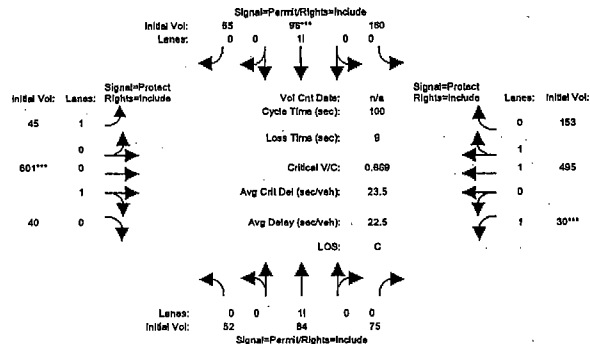 Signal=Permit/Rights=Include
Initial Vol: 65 96*** 160
Lanes: 0 0 1! 0 0
Signal=Protect
Initial Vol: Lanes: Rights=Include
Vol Cnt Date: n/a
Signal=Protect
Rights=Include Lanes: Initial Vol:
Cycle Time (sec): 100
45 1
0 153
Loss Time (sec): 9
0
1
601*** 0
Critical V/C: 0.669
1 495
1
Avg Crit Del (sec/veh): 23.5
0
40 0
Avg Delay (sec/veh): 22.5
1 30***
LOS: C
Lanes: 0 0 1! 0 0
Initial Vol: 52 84 75
Signal=Permit/Rights=Include